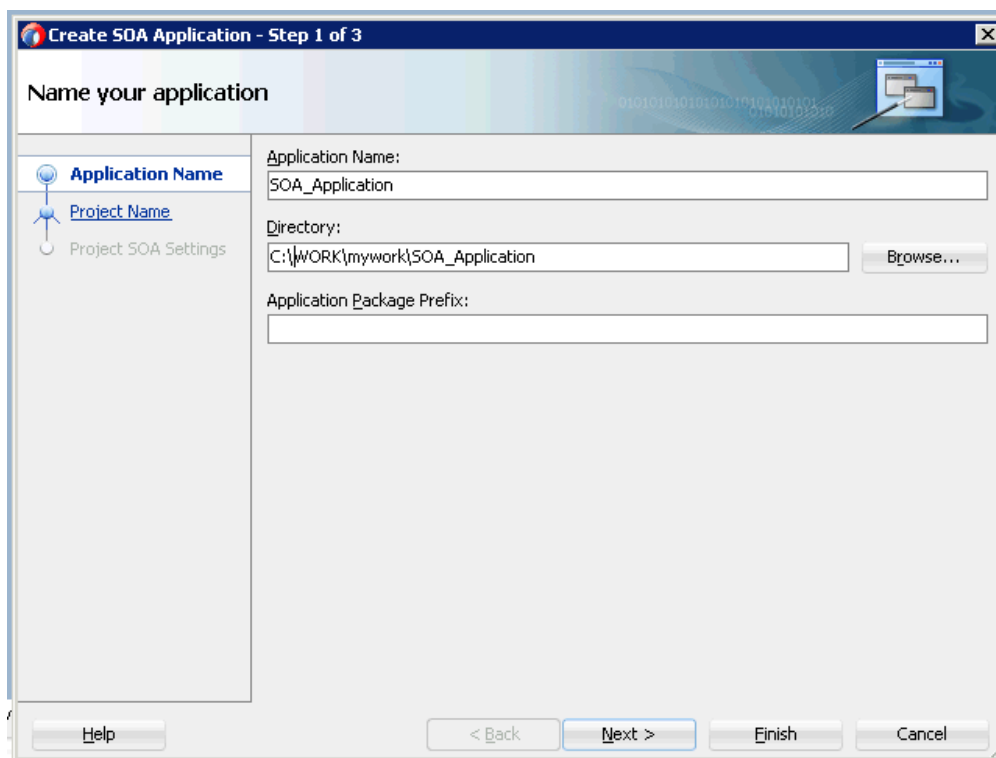 Create SOA Application - Step 1 of 3
Name your application
Application Name
Project Name
Project SOA Settings
Application Name:
SOA_Application
Directory:
C:\WORK\mywork\SOA_Application
Browse...
Application Package Prefix:
Help
< Back
Next >
Finish
Cancel